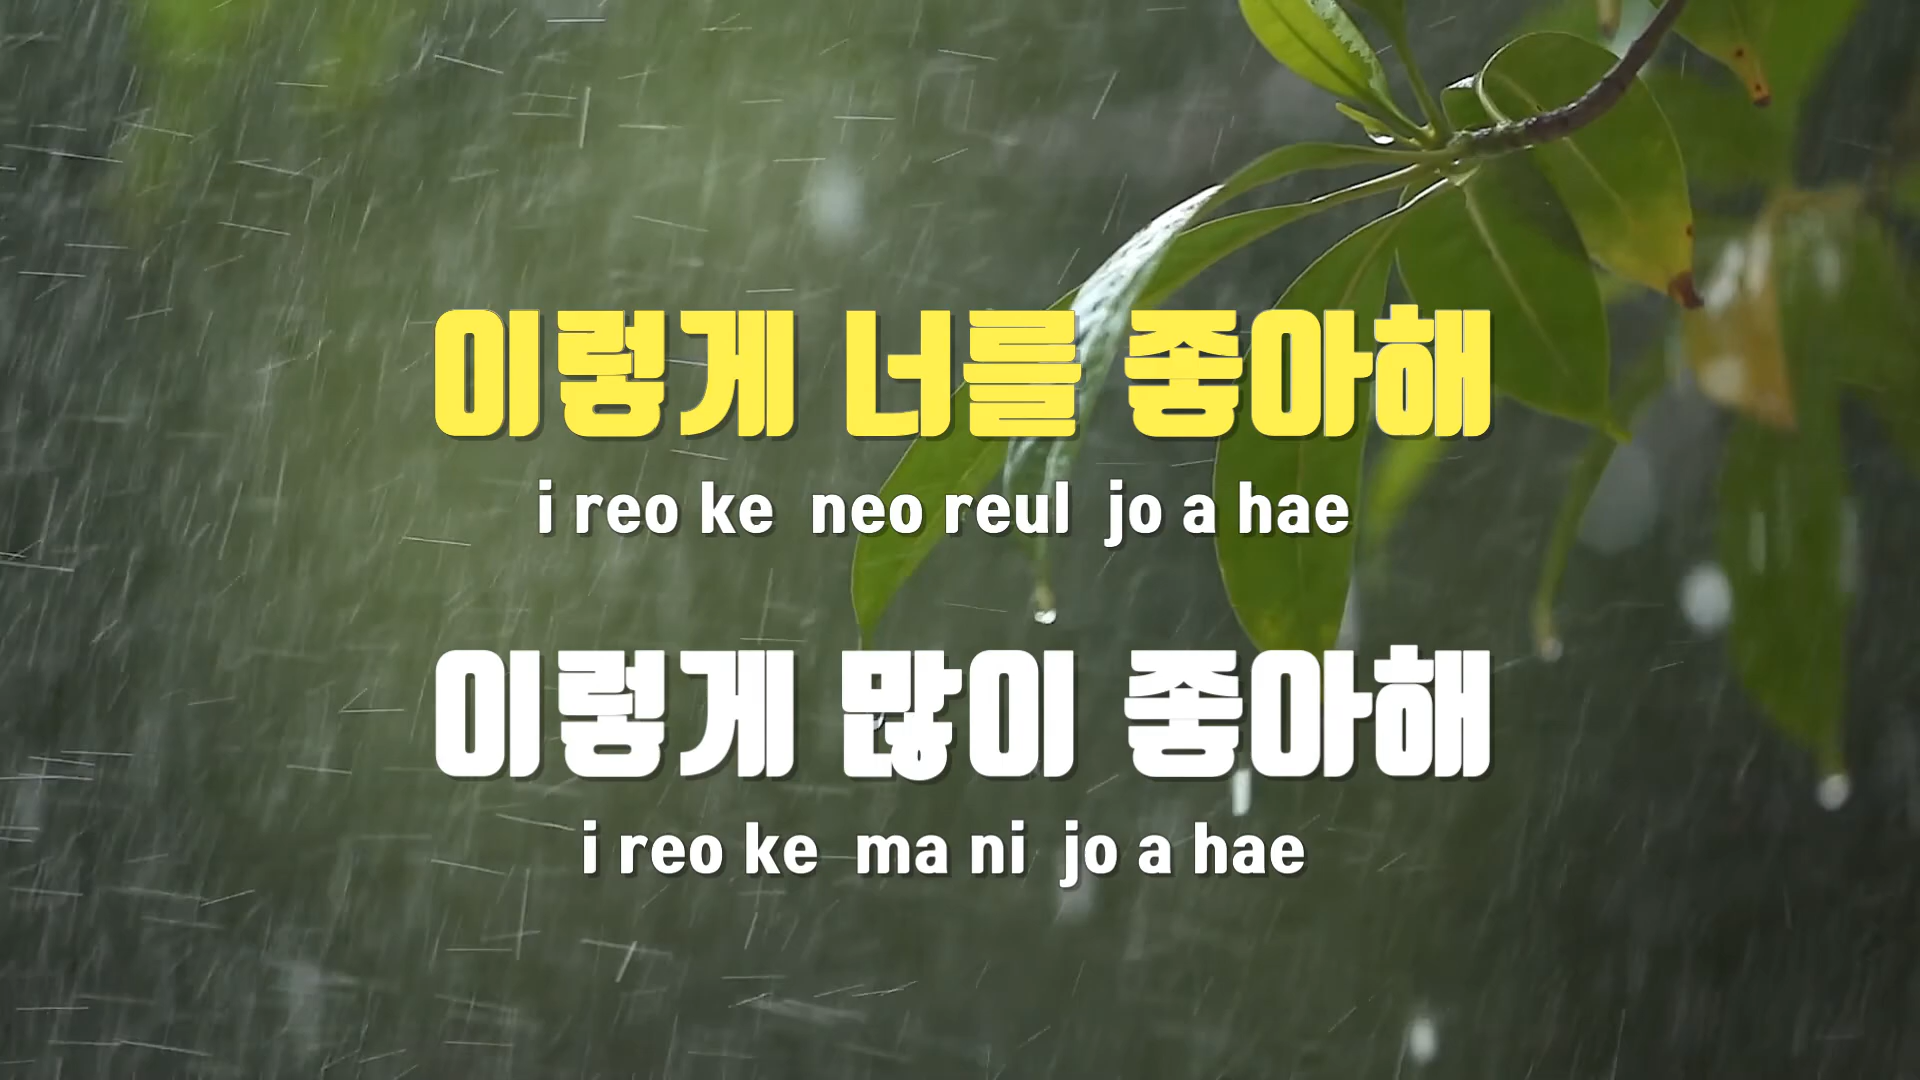 이렇게 너를 좋아해
i reo ke neo reul jo a hae
이렇게 많이 좋아해
i reo ke ma ni jo a hae